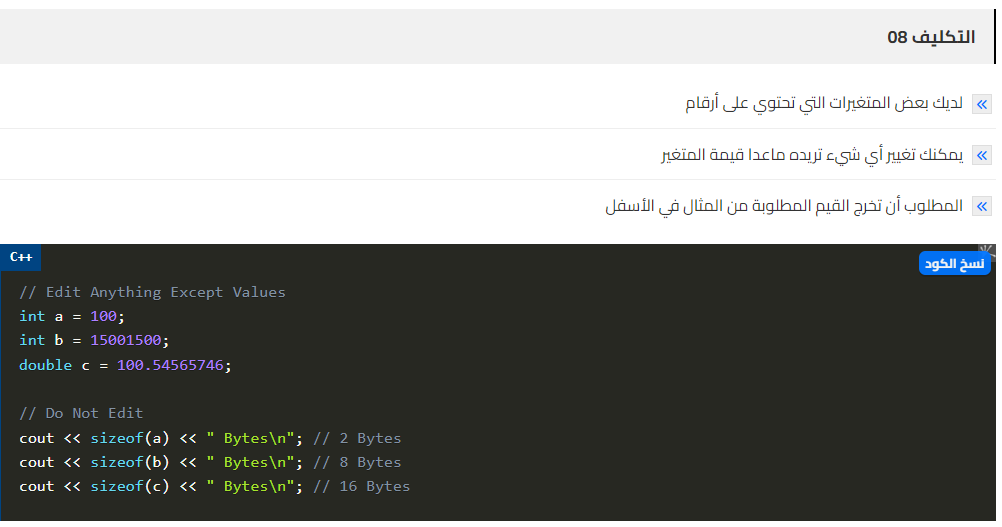 التكليف 08
لديك بعض المتغيرات التي تحتوي على أرقام
يمكنك تغيير أي شيء تريده ماعدا قيمة المتغير
المطلوب أن تخرج القيم المطلوبة من المثال في الأسفل
C++
نسخ الكود
// Edit Anything Except Values
int a = 100;
int b = 15001500;
double c = 100.54565746;
// Do Not Edit
cout << sizeof(a) << " Bytes\n"; // 2 Bytes
cout << sizeof(b) << " Bytes\n"; // 8 Bytes
cout << sizeof(c) << " Bytes\n"; // 16 Bytes